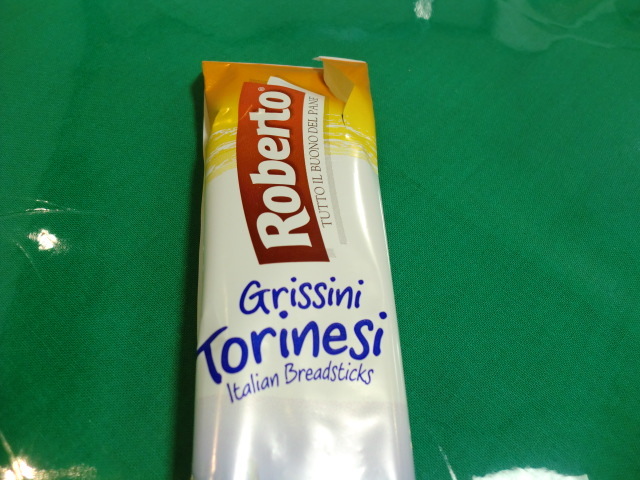 Roberto®
TUTTO IL BUONO DEL PANE
Grissini
Torinesi
Italian Breadsticks